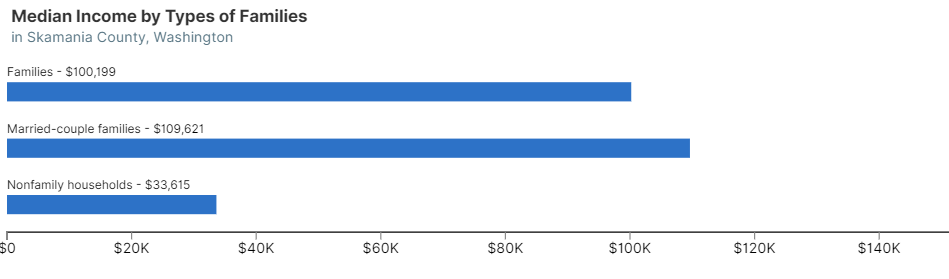 Median Income by Types of Families
in Skamania County, Washington
Families - $100,199
Married-couple families - $109,621
Nonfamily households - $33,615
$0 $20K $40K $60K $80K $100K $120K $140K